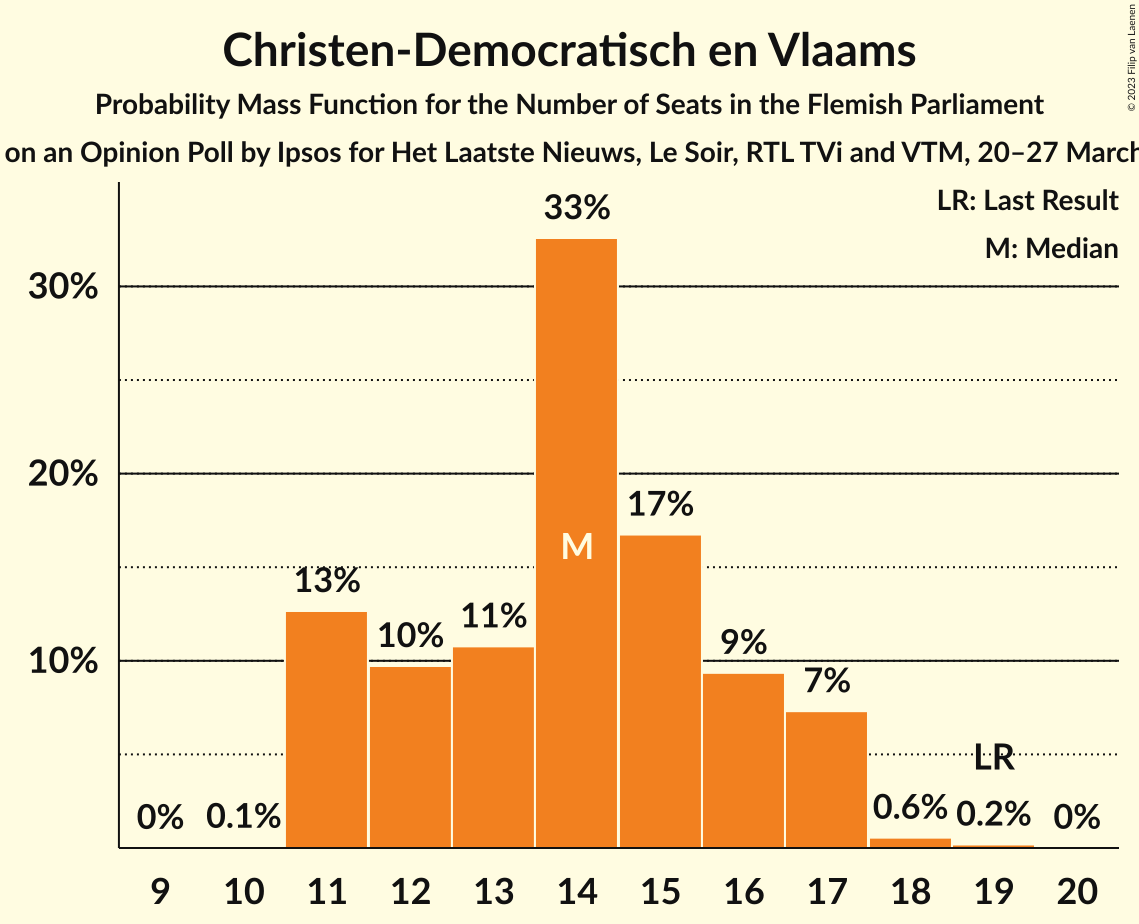 Christen-Democratisch en Vlaams
Probability Mass Function for the Number of Seats in the Flemish Parliament
on an Opinion Poll by Ipsos for Het Laatste Nieuws, Le Soir, RTL TVi and VTM, 20–27 March
© 2023 Filip van Laenen
LR: Last Result
M: Median
33%
30%
20%
17%
M
13%
11%
10%
9%
10%
7%
LR
0%
0.1%
0.6%
0.2%
0%
9 10 11 12 13 14 15 16 17 18 19 20